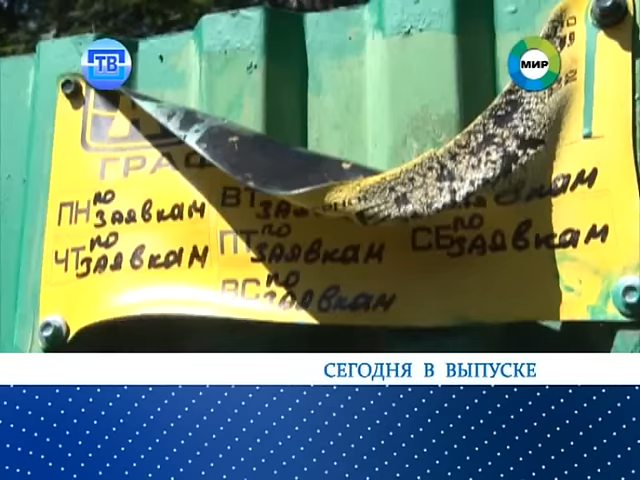 ТВ
МИР
ГРАФ
ПН по заявкам
ВТ
заявкам
ЧТ по заявкам
ПТ по заявкам
СБ по заявкам
ВС по заявкам
СЕГОДНЯ В ВЫПУСКЕ